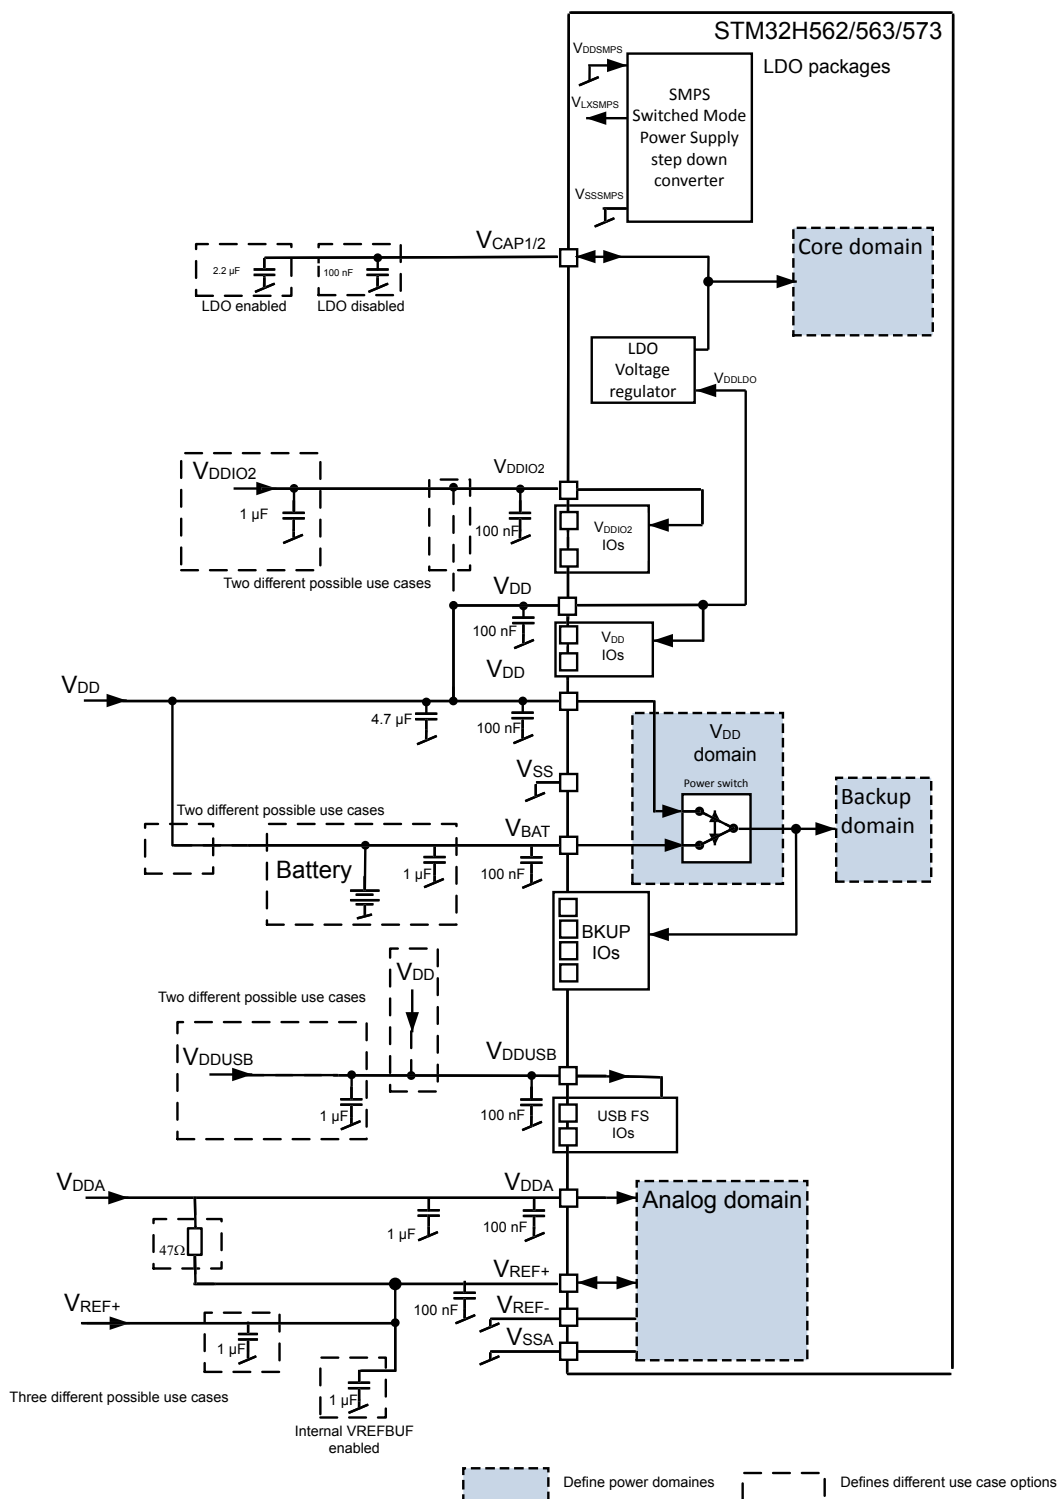 STM32H562/563/573
LDO packages
VDDSMPS
VLXSMPS
VSSSMPS
SMPS
Switched Mode
Power Supply
step down
converter
VCAP1/2
2.2 µF
100 nF
LDO enabled
LDO disabled
Core domain
LDO
Voltage
regulator
VDDLDO
VDDIO2
1 µF
VDDIO2
100 nF
VDDIO2
IOs
Two different possible use cases
VDD
100 nF
VDD
IOs
VDD
VDD
4.7 µF
100 nF
VDD
domain
Power switch
VSS
Backup
domain
Two different possible use cases
VBAT
Battery
1 µF
100 nF
BKUP
IOs
VDD
Two different possible use cases
VDDUSB
VDDUSB
1 µF
100 nF
USB FS
IOs
VDDA
VDDA
1 µF
100 nF
Analog domain
47Ω
VREF+
100 nF
VREF+
VREF-
1 µF
VSSA
Three different possible use cases
1 µF
Internal VREFBUF
enabled
Define power domaines
Defines different use case options